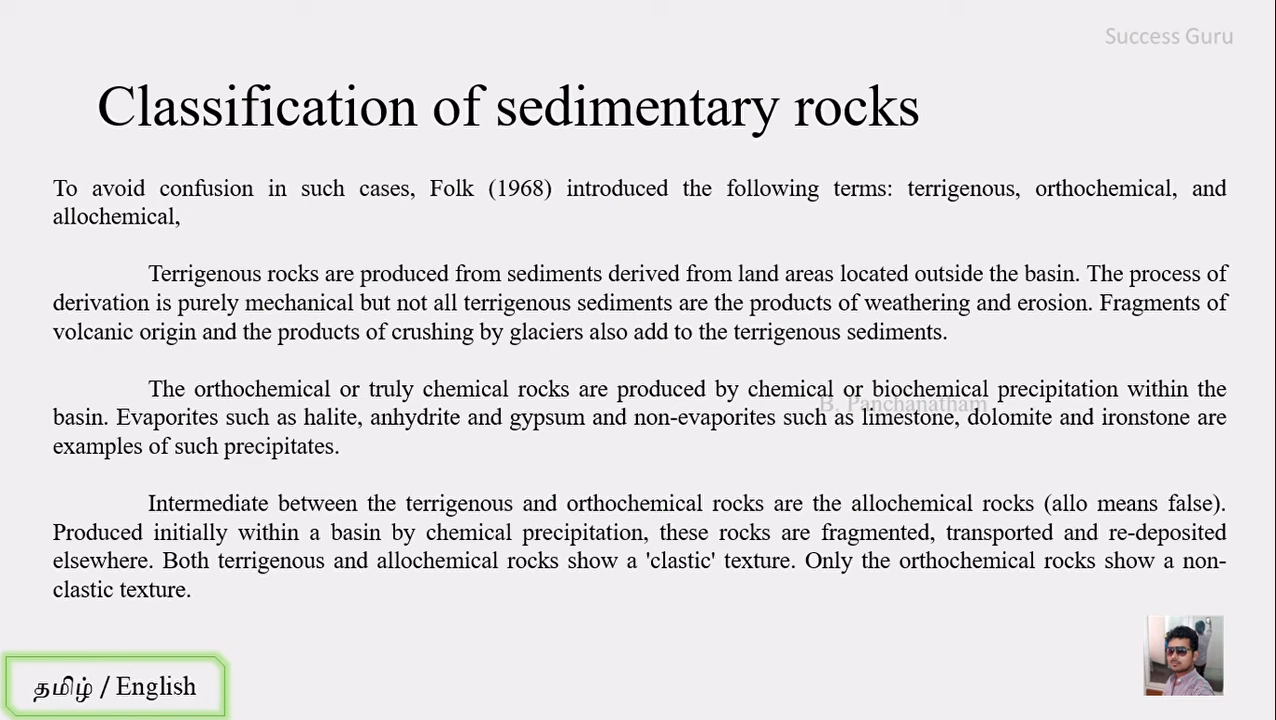 Success Guru
Classification of sedimentary rocks
To avoid confusion in such cases, Folk (1968) introduced the following terms: terrigenous, orthochemical, and
allochemical,
Terrigenous rocks are produced from sediments derived from land areas located outside the basin. The process of
derivation is purely mechanical but not all terrigenous sediments are the products of weathering and erosion. Fragments of
volcanic origin and the products of crushing by glaciers also add to the terrigenous sediments.
The orthochemical or truly chemical rocks are produced by chemical or biochemical precipitation within the
B. Panchanatham
basin. Evaporites such as halite, anhydrite and gypsum and non-evaporites such as limestone, dolomite and ironstone are
examples of such precipitates.
Intermediate between the terrigenous and orthochemical rocks are the allochemical rocks (allo means false).
Produced initially within a basin by chemical precipitation, these rocks are fragmented, transported and re-deposited
elsewhere. Both terrigenous and allochemical rocks show a 'clastic' texture. Only the orthochemical rocks show a non-
clastic texture.
தமிழ் / English